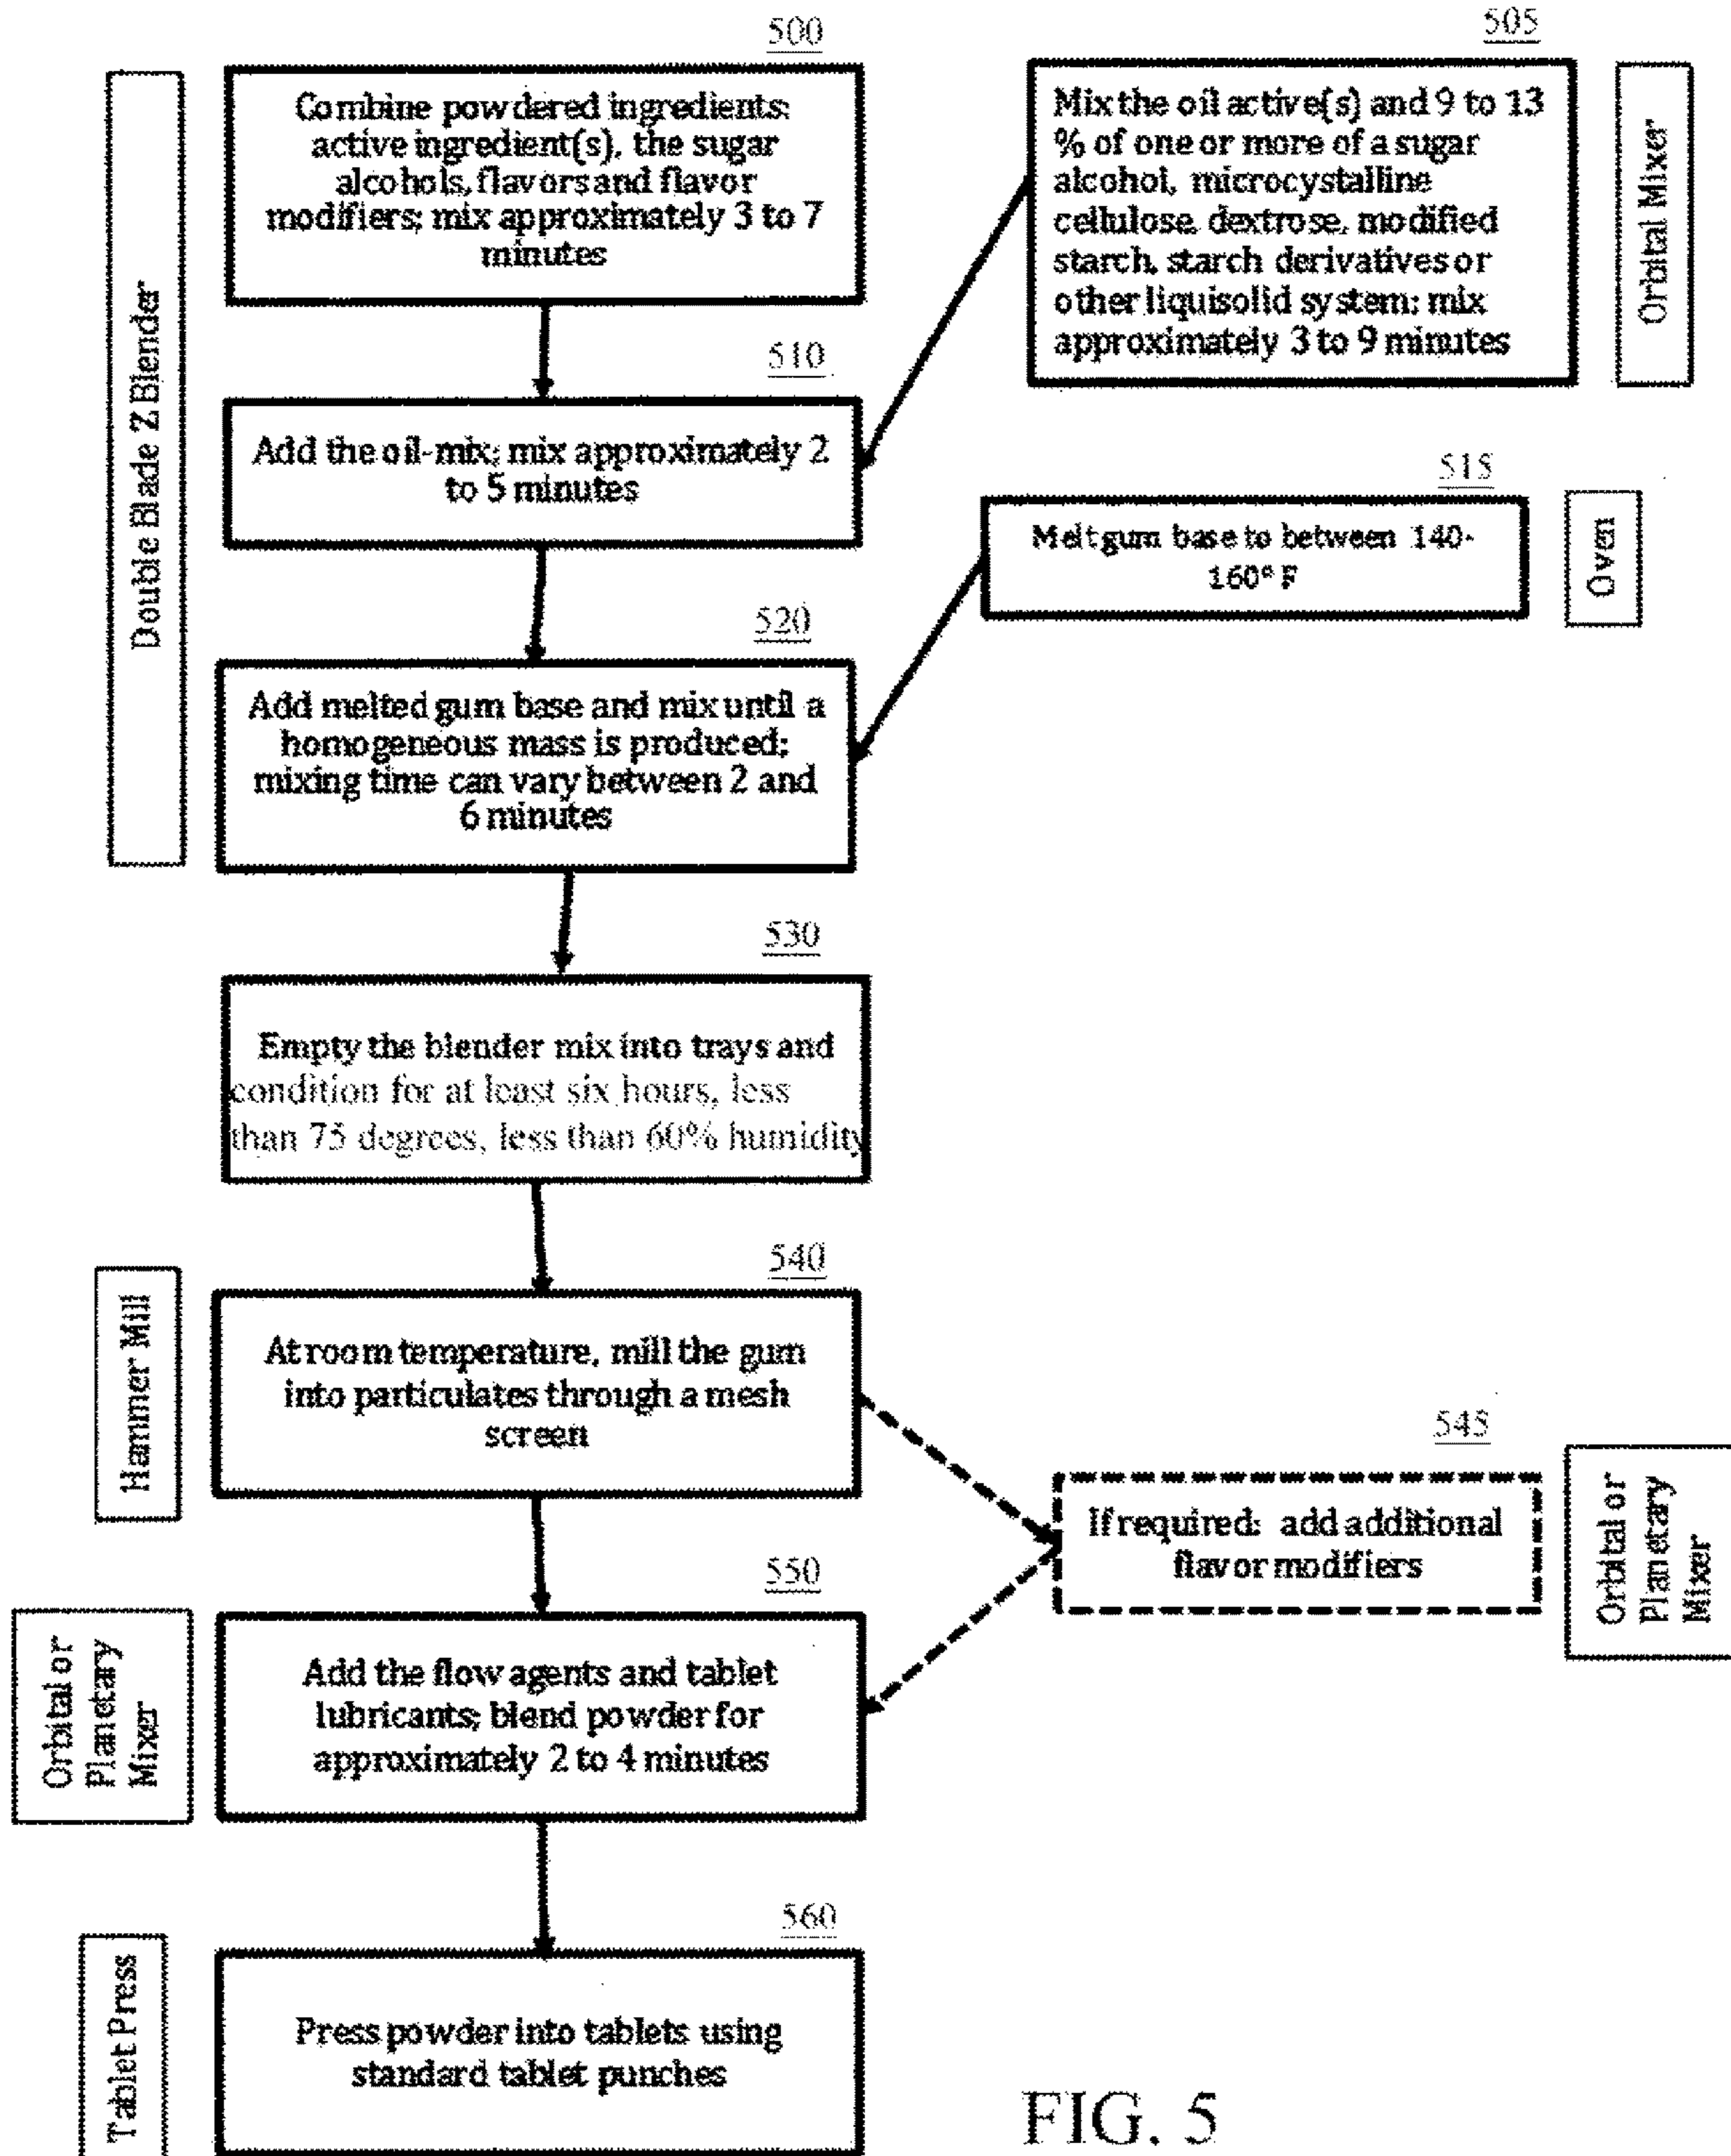 500
Combine powdered ingredients:
active ingredient(s), the sugar
alcohols, flavors and flavor
modifiers; mix approximately 3 to 7
minutes
505
Mix the oil active(s) and 9 to 13
% of one or more of a sugar
alcohol, microcystalline
cellulose, dextrose, modified
starch, starch derivatives or
other liquisolid system; mix
approximately 3 to 9 minutes
Orbital Mixer
Double Blade Z Blender
510
Add the oil-mix; mix approximately 2
to 5 minutes
515
Melt gum base to between 140-
160° F
Oven
520
Add melted gum base and mix until a
homogeneous mass is produced;
mixing time can vary between 2 and
6 minutes
530
Empty the blender mix into trays and
condition for at least six hours, less
than 75 degrees, less than 60% humidity
540
Hammer Mill
At room temperature, mill the gum
into particulates through a mesh
screen
545
If required: add additional
flavor modifiers
Orbital or
Planetary
Mixer
550
Orbital or
Planetary
Mixer
Add the flow agents and tablet
lubricants; blend powder for
approximately 2 to 4 minutes
560
Tablet Press
Press powder into tablets using
standard tablet punches
FIG. 5